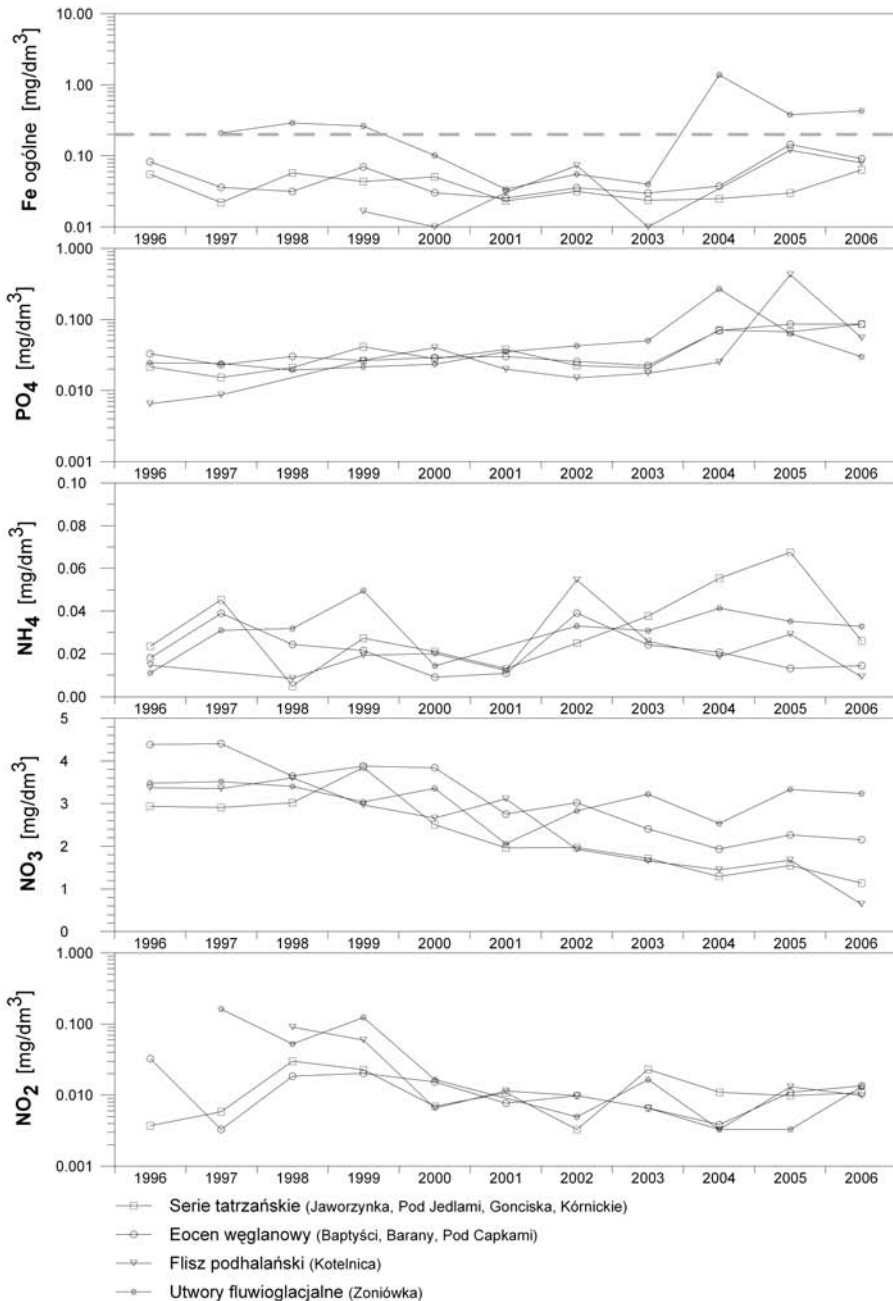 Fe ogólne [mg/dm³]
10.00
1.00
0.10
0.01
1996 1997 1998 1999 2000 2001 2002 2003 2004 2005 2006
PO₄ [mg/dm³]
1.000
0.100
0.010
0.001
1996 1997 1998 1999 2000 2001 2002 2003 2004 2005 2006
NH₄ [mg/dm³]
0.10
0.08
0.06
0.04
0.02
0.00
1996 1997 1998 1999 2000 2001 2002 2003 2004 2005 2006
NO₃ [mg/dm³]
5
4
3
2
1
0
1996 1997 1998 1999 2000 2001 2002 2003 2004 2005 2006
NO₂ [mg/dm³]
1.000
0.100
0.010
0.001
1996 1997 1998 1999 2000 2001 2002 2003 2004 2005 2006
Serie tatrzańskie (Jaworzynka, Pod Jedlami, Gonciska, Kórnickie)
Eocen węglanowy (Baptyści, Barany, Pod Capkami)
Flisz podhalański (Kotelnica)
Utwory fluwioglacjalne (Zoniówka)